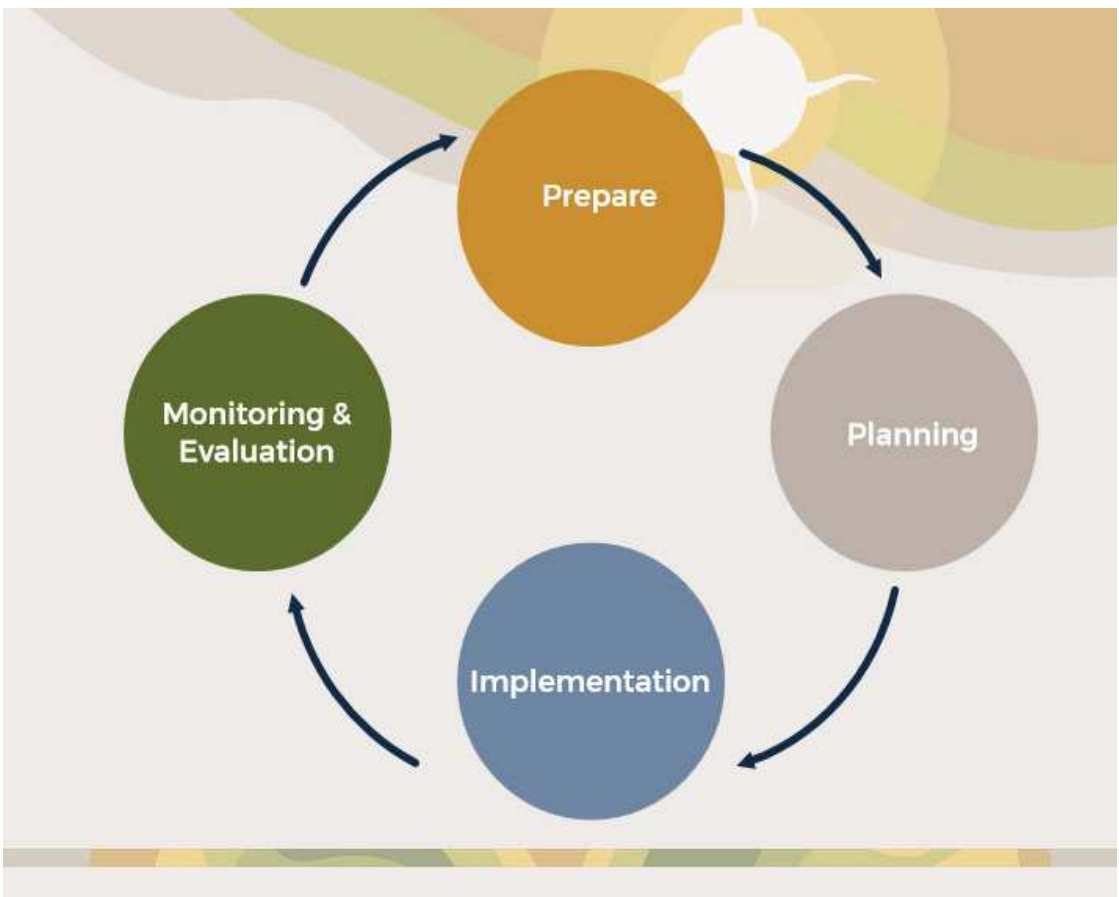 Prepare
Planning
Implementation
Monitoring &
Evaluation